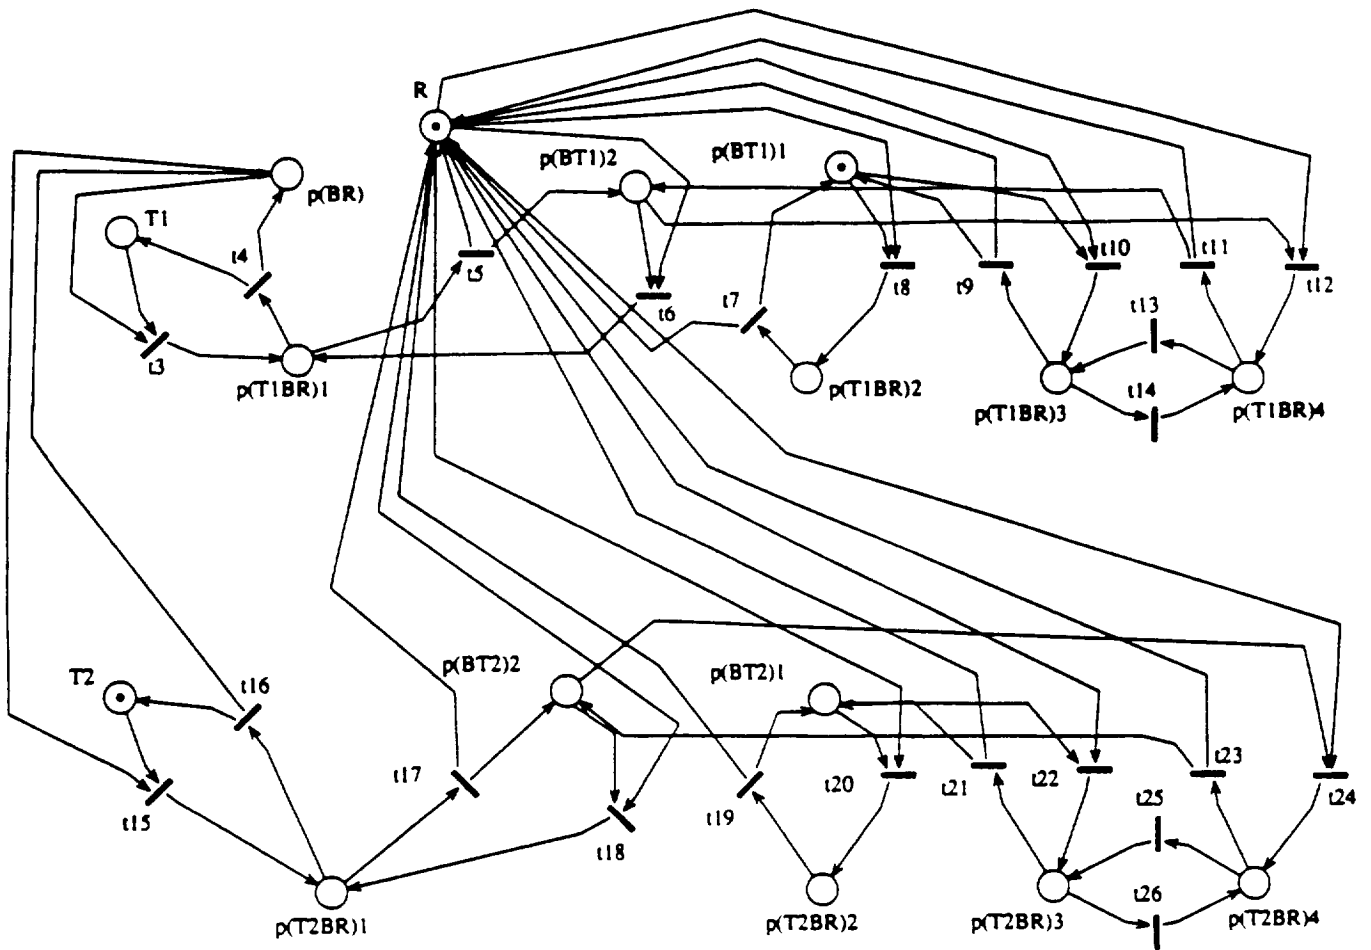 R
p(BT1)2
p(BT1)1
p(BR)
T1
t4
t5
t6
t7
t8
t9
t10
t11
t12
t13
t3
p(T1BR)1
p(T1BR)2
p(T1BR)3
t14
p(T1BR)4
T2
t16
p(BT2)2
p(BT2)1
t17
t15
t18
t19
t20
t21
t22
t23
t24
t25
t26
p(T2BR)1
p(T2BR)2
p(T2BR)3
p(T2BR)4